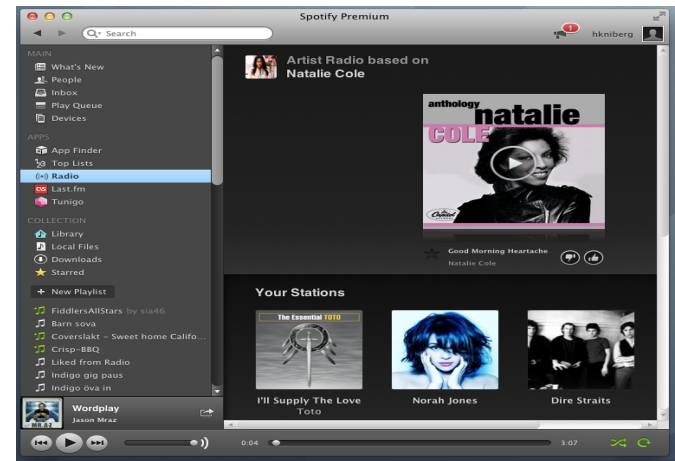 Spotify Premium
Search
1
hkniberg
MAIN
What's New
People
Inbox
Play Queue
Devices
APPS
App Finder
Top Lists
Radio
Last.fm
Tunigo
COLLECTION
Library
Local Files
Downloads
Starred
+ New Playlist
FiddlersAllStars by sia46
Barn sova
Coverslakt – Sweet home Califo...
Crisp-BBQ
Liked from Radio
Indigo gig paus
Indigo öva in
MR. A-Z
Wordplay
Jason Mraz
Artist Radio based on
Natalie Cole
anthology
natalie
COLE
Capitol
Good Morning Heartache
Natalie Cole
Your Stations
The Essential TOTO
I'll Supply The Love
Toto
Norah Jones
Dire Straits
0:04
3:07